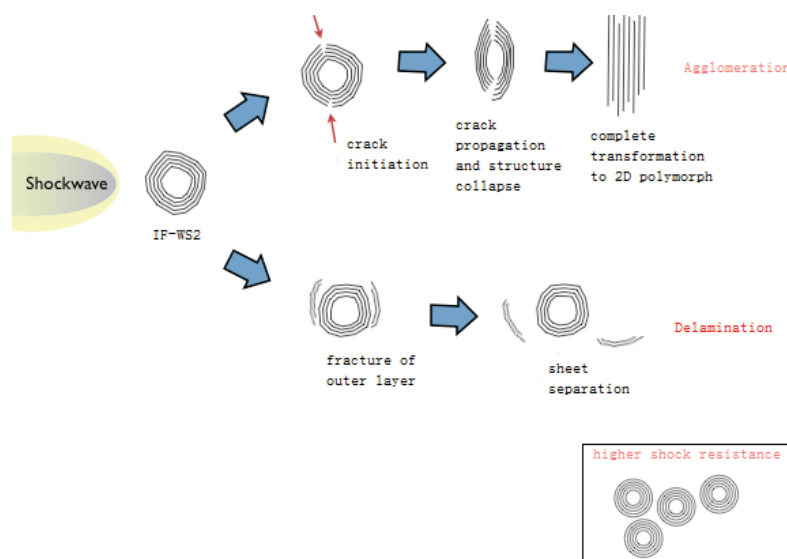 Agglomeration
crack
initiation
crack
propagation
and structure
collapse
complete
transformation
to 2D polymorph
Shockwave
IF-WS2
fracture of
outer layer
sheet
separation
Delamination
higher shock resistance